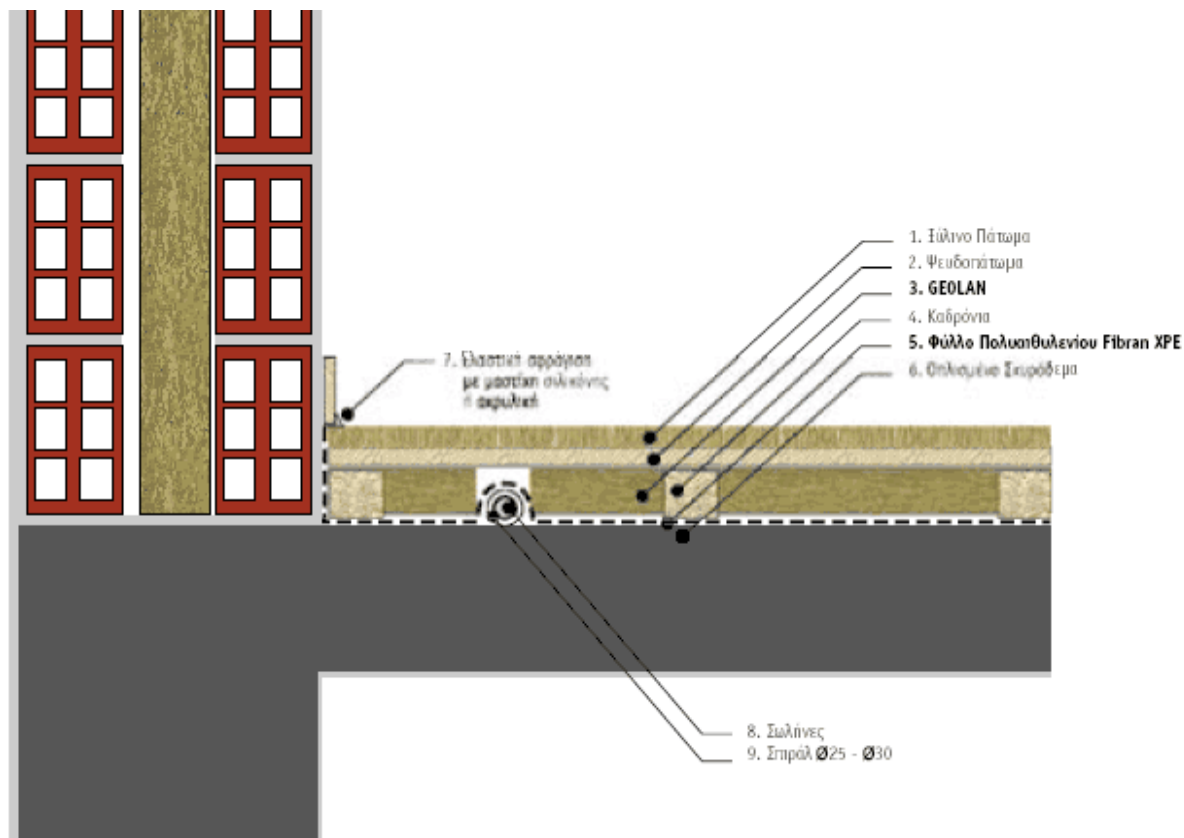 1. Ξύλινο Πάτωμα
2. Ψευδοπάτωμα
3. GEOLAN
4. Καδρόνια
5. Φύλλο Πολυαιθυλενίου Fibran XPE
6. Οπλισμένο Σκυρόδεμα
7. Ελαστική σφράγιση
με μαστίχη σιλικόνης
ή ακρυλική
8. Σωλήνες
9. Σπιράλ Ø25 - Ø30